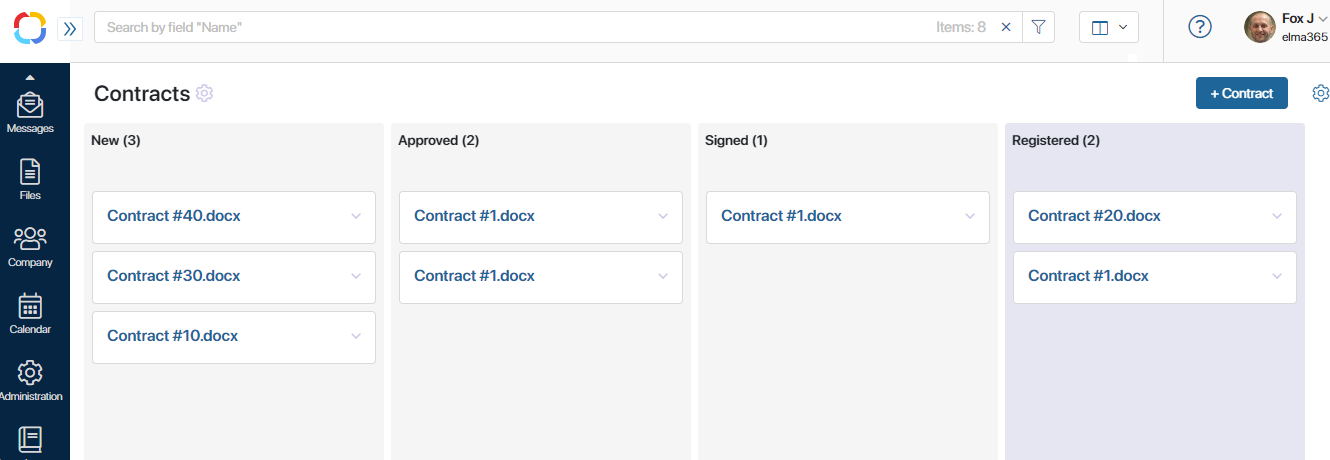 Search by field "Name"
Items: 8
Fox J
elma365
Messages
Files
Company
Calendar
Administration
Contracts
+ Contract
New (3)
Contract #40.docx
Contract #30.docx
Contract #10.docx
Approved (2)
Contract #1.docx
Contract #1.docx
Signed (1)
Contract #1.docx
Registered (2)
Contract #20.docx
Contract #1.docx